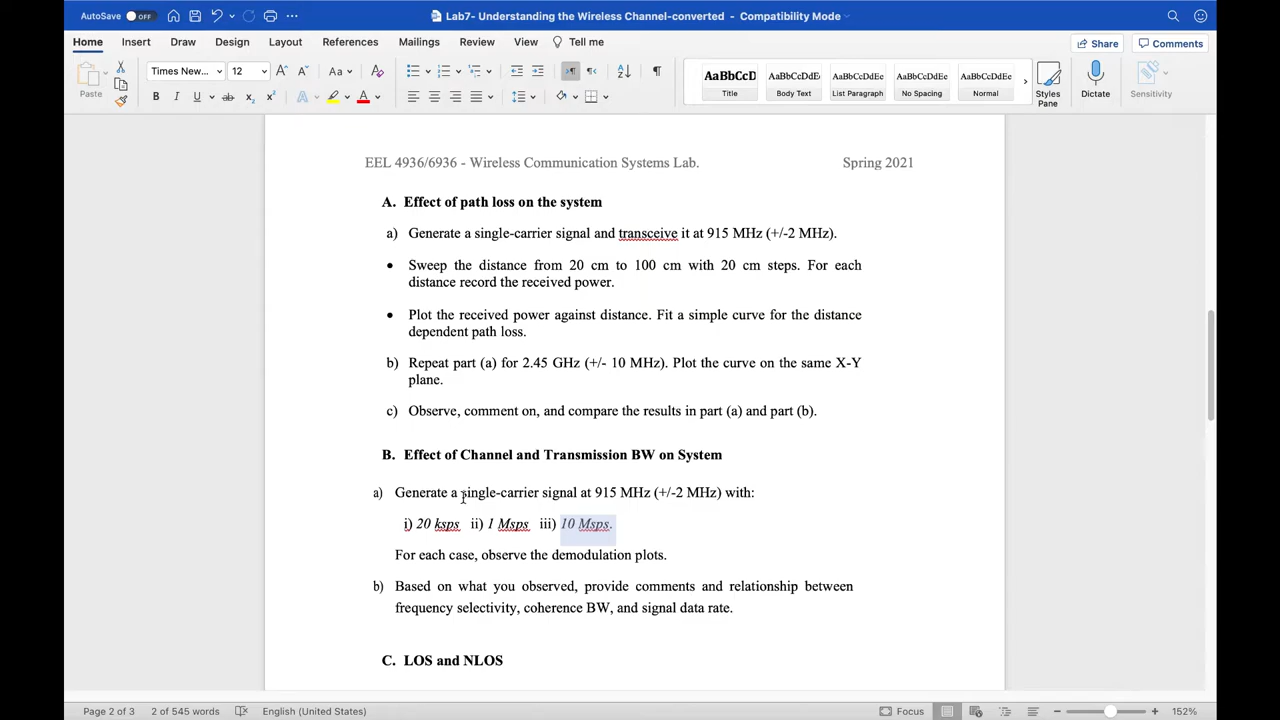 AutoSave OFF
Lab7- Understanding the Wireless Channel-converted - Compatibility Mode
Home Insert Draw Design Layout References Mailings Review View Tell me
Share Comments
Paste
Times New... 12
AaBbCcD AaBbCcDdEe AaBbCcDdEe AaBbCcDdEe AaBbCcDdEe
Title Body Text List Paragraph No Spacing Normal
Styles Pane
Dictate
Sensitivity
EEL 4936/6936 - Wireless Communication Systems Lab. Spring 2021
A. Effect of path loss on the system
a) Generate a single-carrier signal and transceive it at 915 MHz (+/-2 MHz).
• Sweep the distance from 20 cm to 100 cm with 20 cm steps. For each
distance record the received power.
• Plot the received power against distance. Fit a simple curve for the distance
dependent path loss.
b) Repeat part (a) for 2.45 GHz (+/- 10 MHz). Plot the curve on the same X-Y
plane.
c) Observe, comment on, and compare the results in part (a) and part (b).
B. Effect of Channel and Transmission BW on System
a) Generate a single-carrier signal at 915 MHz (+/-2 MHz) with:
i) 20 ksps ii) 1 Msps iii) 10 Msps.
For each case, observe the demodulation plots.
b) Based on what you observed, provide comments and relationship between
frequency selectivity, coherence BW, and signal data rate.
C. LOS and NLOS
Page 2 of 3 2 of 545 words English (United States) Focus 152%